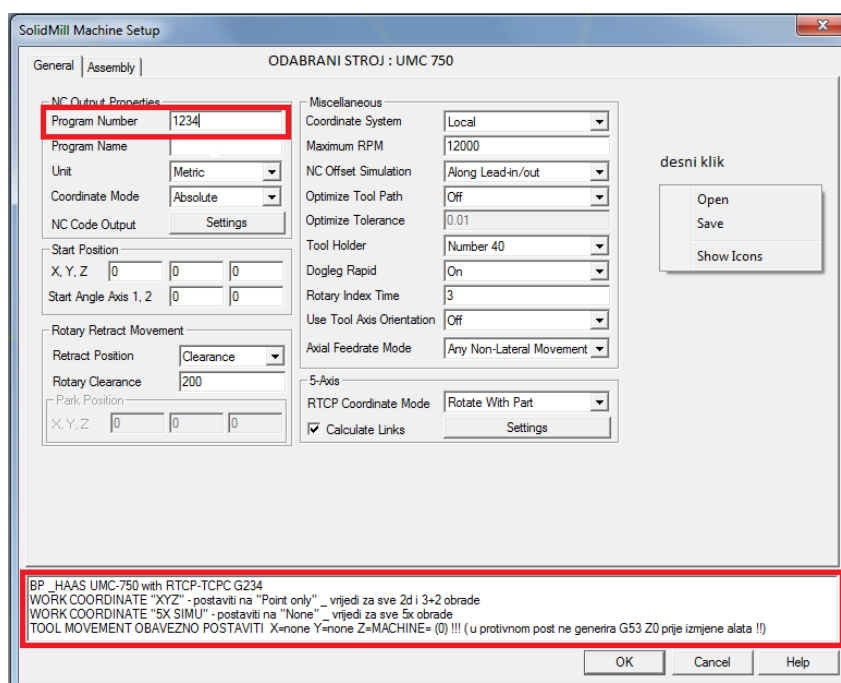 SolidMill Machine Setup
General
Assembly
ODABRANI STROJ : UMC 750
NC Output Properties
Program Number 1234
Program Name
Unit Metric
Coordinate Mode Absolute
NC Code Output Settings
Start Position
X, Y, Z 0 0 0
Start Angle Axis 1, 2 0 0
Rotary Retract Movement
Retract Position Clearance
Rotary Clearance 200
Park Position
X, Y, Z 0 0 0
Miscellaneous
Coordinate System Local
Maximum RPM 12000
NC Offset Simulation Along Lead-in/out
Optimize Tool Path Off
Optimize Tolerance 0.01
Tool Holder Number 40
Dogleg Rapid On
Rotary Index Time 3
Use Tool Axis Orientation Off
Axial Feedrate Mode Any Non-Lateral Movement
5-Axis
RTCP Coordinate Mode Rotate With Part
Calculate Links Settings
desni klik
Open
Save
Show Icons
BP _HAAS UMC-750 with RTCP-TCPC G234
WORK COORDINATE "XYZ" - postaviti na "Point only" _ vrijedi za sve 2d i 3+2 obrade
WORK COORDINATE "5X SIMU" - postaviti na "None" _ vrijedi za sve 5x obrade
TOOL MOVEMENT OBAVEZNO POSTAVITI X=none Y=none Z=MACHINE= (0) !!! ( u protivnom post ne generira G53 Z0 prije izmjene alata !!)
OK
Cancel
Help